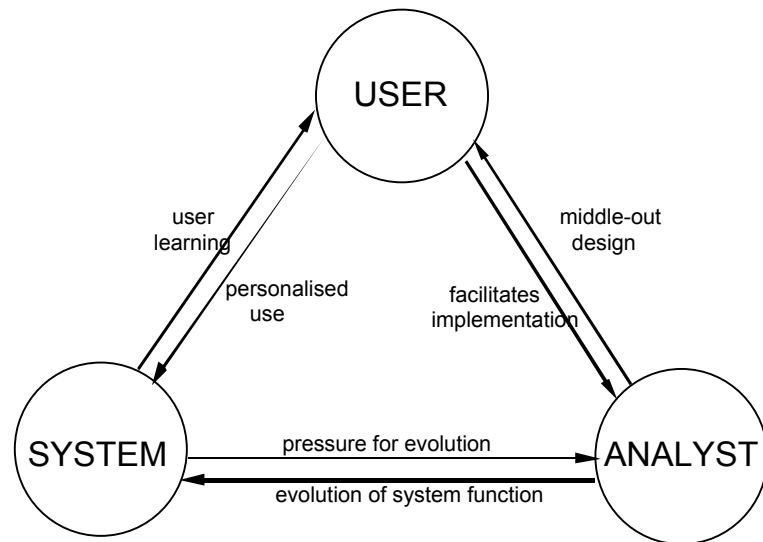 USER
user
learning
middle-out
design
personalised
use
facilitates
implementation
SYSTEM
pressure for evolution
ANALYST
evolution of system function